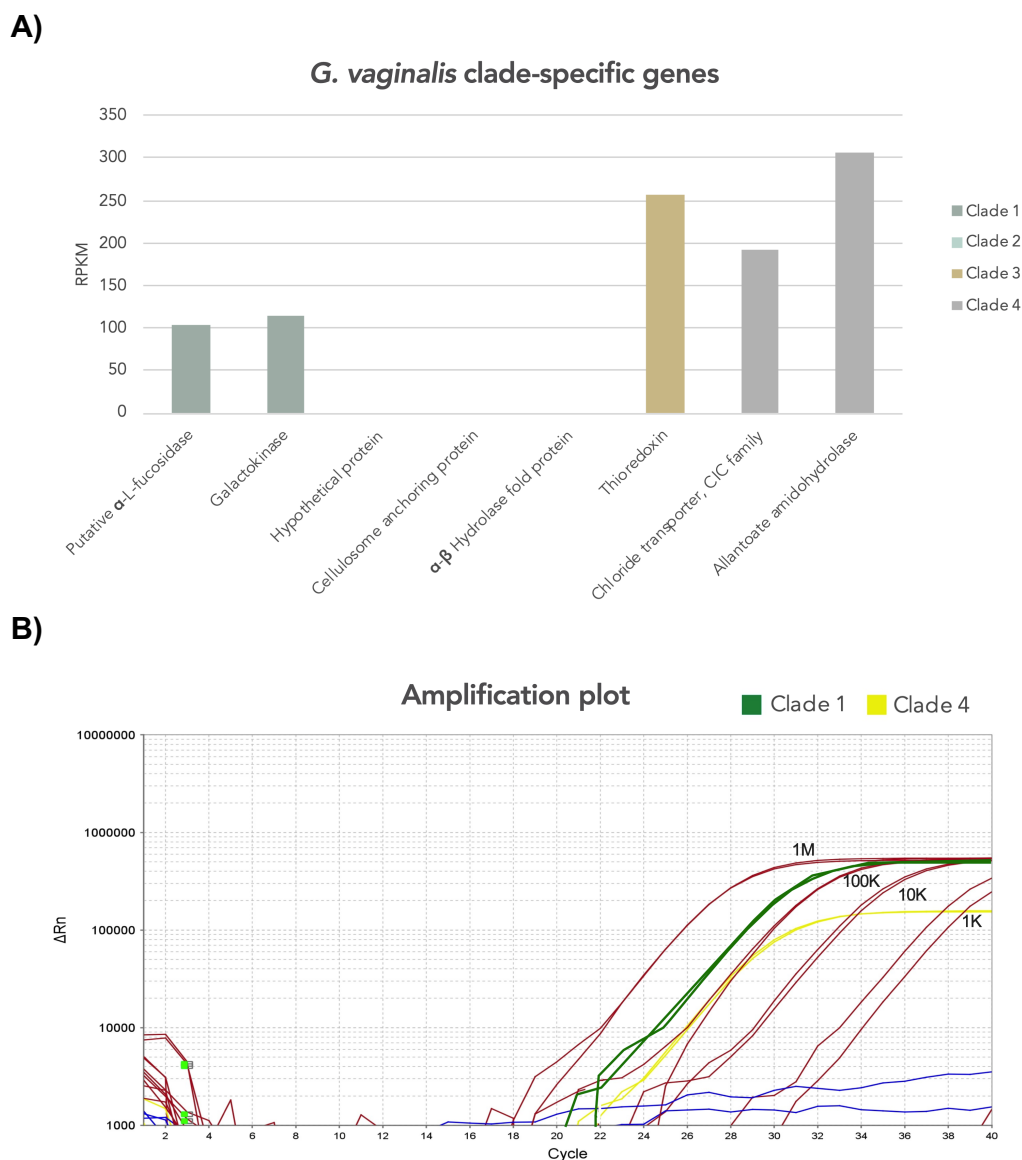 A)
G. vaginalis clade-specific genes
350
300
250
200
150
100
50
0
RPKM
Putative α-L-fucosidase
Galactokinase
Hypothetical protein
Cellulosome anchoring protein
α-β Hydrolase fold protein
Thioredoxin
Chloride transporter, ClC family
Allantoate amidohydrolase
Clade 1
Clade 2
Clade 3
Clade 4
B)
Amplification plot
Clade 1
Clade 4
10000000
1000000
100000
10000
1000
ΔRn
1M
100K
10K
1K
2 4 6 8 10 12 14 16 18 20 22 24 26 28 30 32 34 36 38 40
Cycle